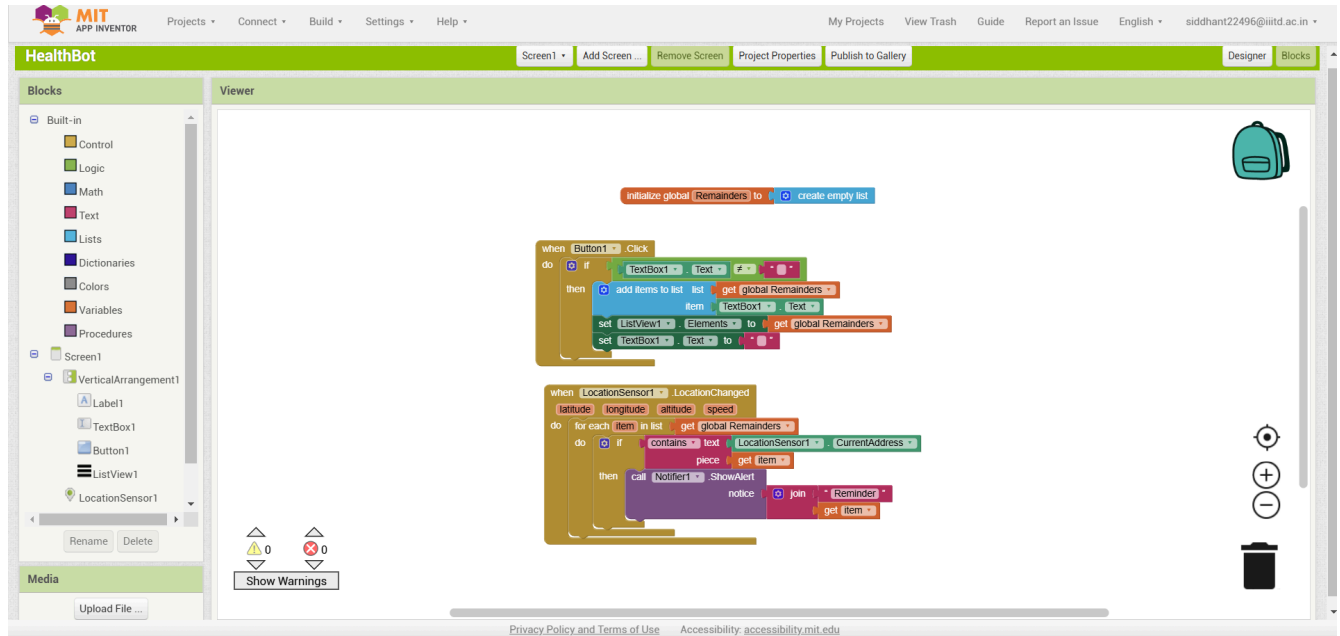 MIT
APP INVENTOR
Projects Connect Build Settings Help My Projects View Trash Guide Report an Issue English siddhant22496@iiitd.ac.in
HealthBot Screen1 Add Screen ... Remove Screen Project Properties Publish to Gallery Designer Blocks
Blocks
Viewer
Built-in
Control
Logic
Math
Text
Lists
Dictionaries
Colors
Variables
Procedures
Screen1
VerticalArrangement1
Label1
TextBox1
Button1
ListView1
LocationSensor1
Rename Delete
Media
Upload File ...
initialize global Remainders to create empty list
when Button1 .Click
do if TextBox1 . Text ≠ " "
then add items to list list get global Remainders
item TextBox1 . Text
set ListView1 . Elements to get global Remainders
set TextBox1 . Text to " "
when LocationSensor1 .LocationChanged
latitude longitude altitude speed
do for each item in list get global Remainders
do if contains text LocationSensor1 . CurrentAddress
piece get item
then call Notifier1 .ShowAlert
notice join " Reminder "
get item
0 0
Show Warnings
Privacy Policy and Terms of Use Accessibility: accessibility.mit.edu